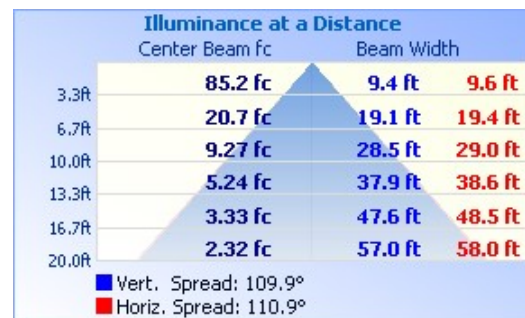 Illuminance at a Distance
Center Beam fc Beam Width
3.3ft 85.2 fc 9.4 ft 9.6 ft
6.7ft 20.7 fc 19.1 ft 19.4 ft
10.0ft 9.27 fc 28.5 ft 29.0 ft
13.3ft 5.24 fc 37.9 ft 38.6 ft
16.7ft 3.33 fc 47.6 ft 48.5 ft
20.0ft 2.32 fc 57.0 ft 58.0 ft
Vert. Spread: 109.9°
Horiz. Spread: 110.9°